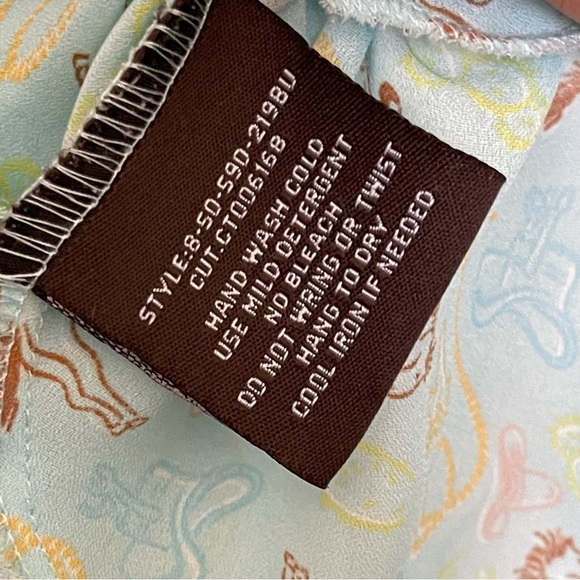 STYLE:8-50-590-2198U
CUT.CT006168
HAND WASH COLD
USE MILD DETERGENT
NO BLEACH
DO NOT WRING OR TWIST
HANG TO DRY
COOL IRON IF NEEDED